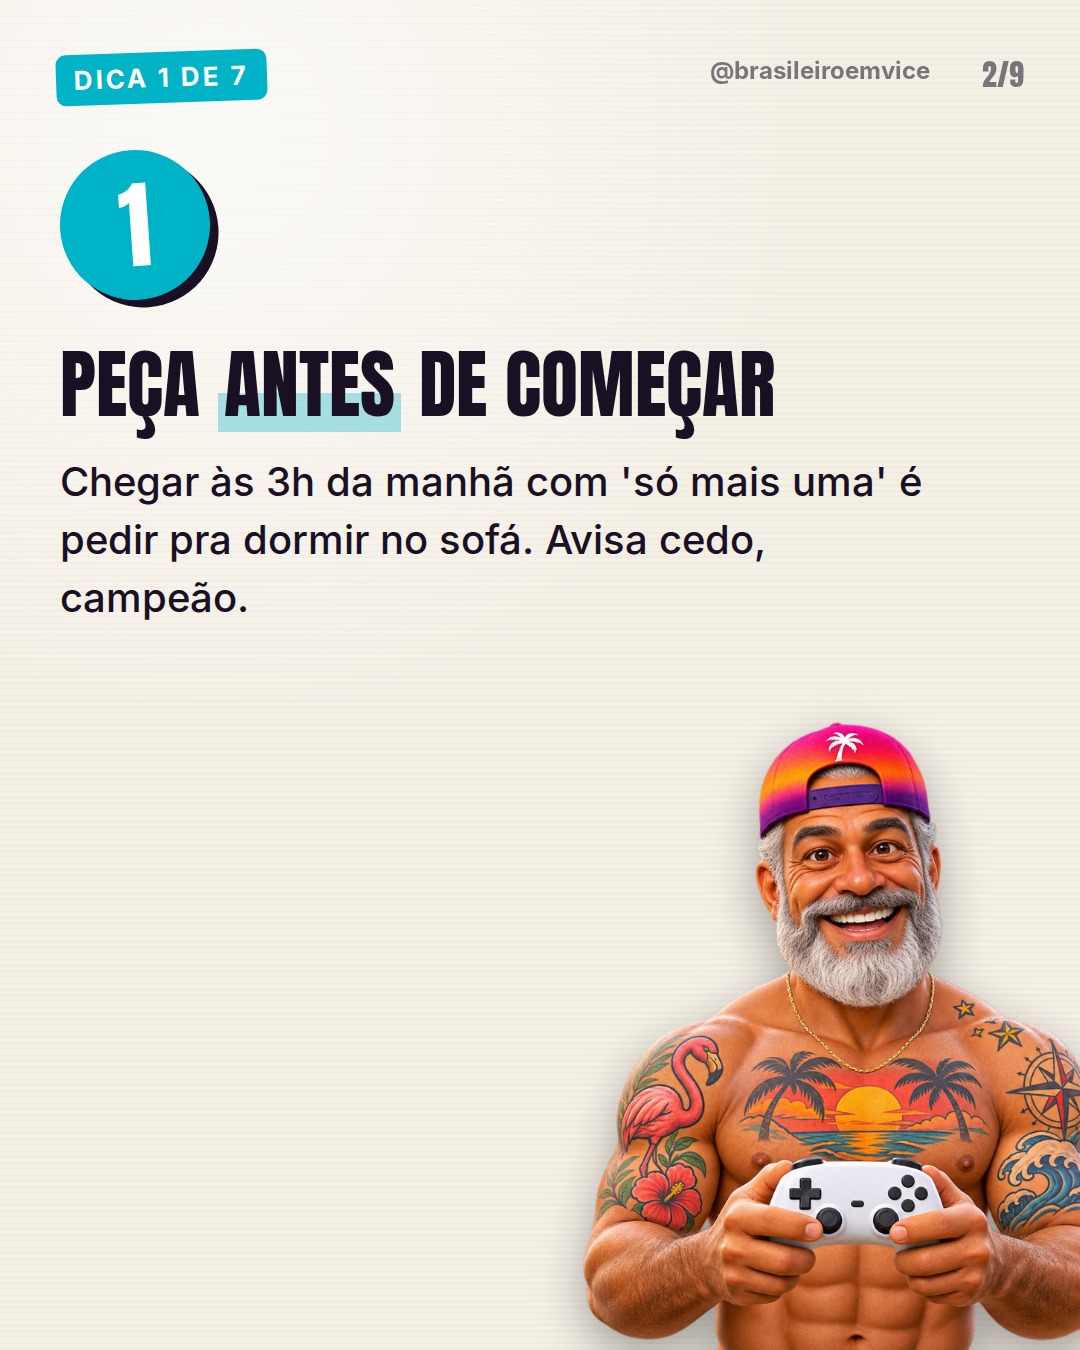 DICA 1 DE 7
@brasileiroemvice
2/9
1
PEÇA ANTES DE COMEÇAR
Chegar às 3h da manhã com 'só mais uma' é
pedir pra dormir no sofá. Avisa cedo,
campeão.